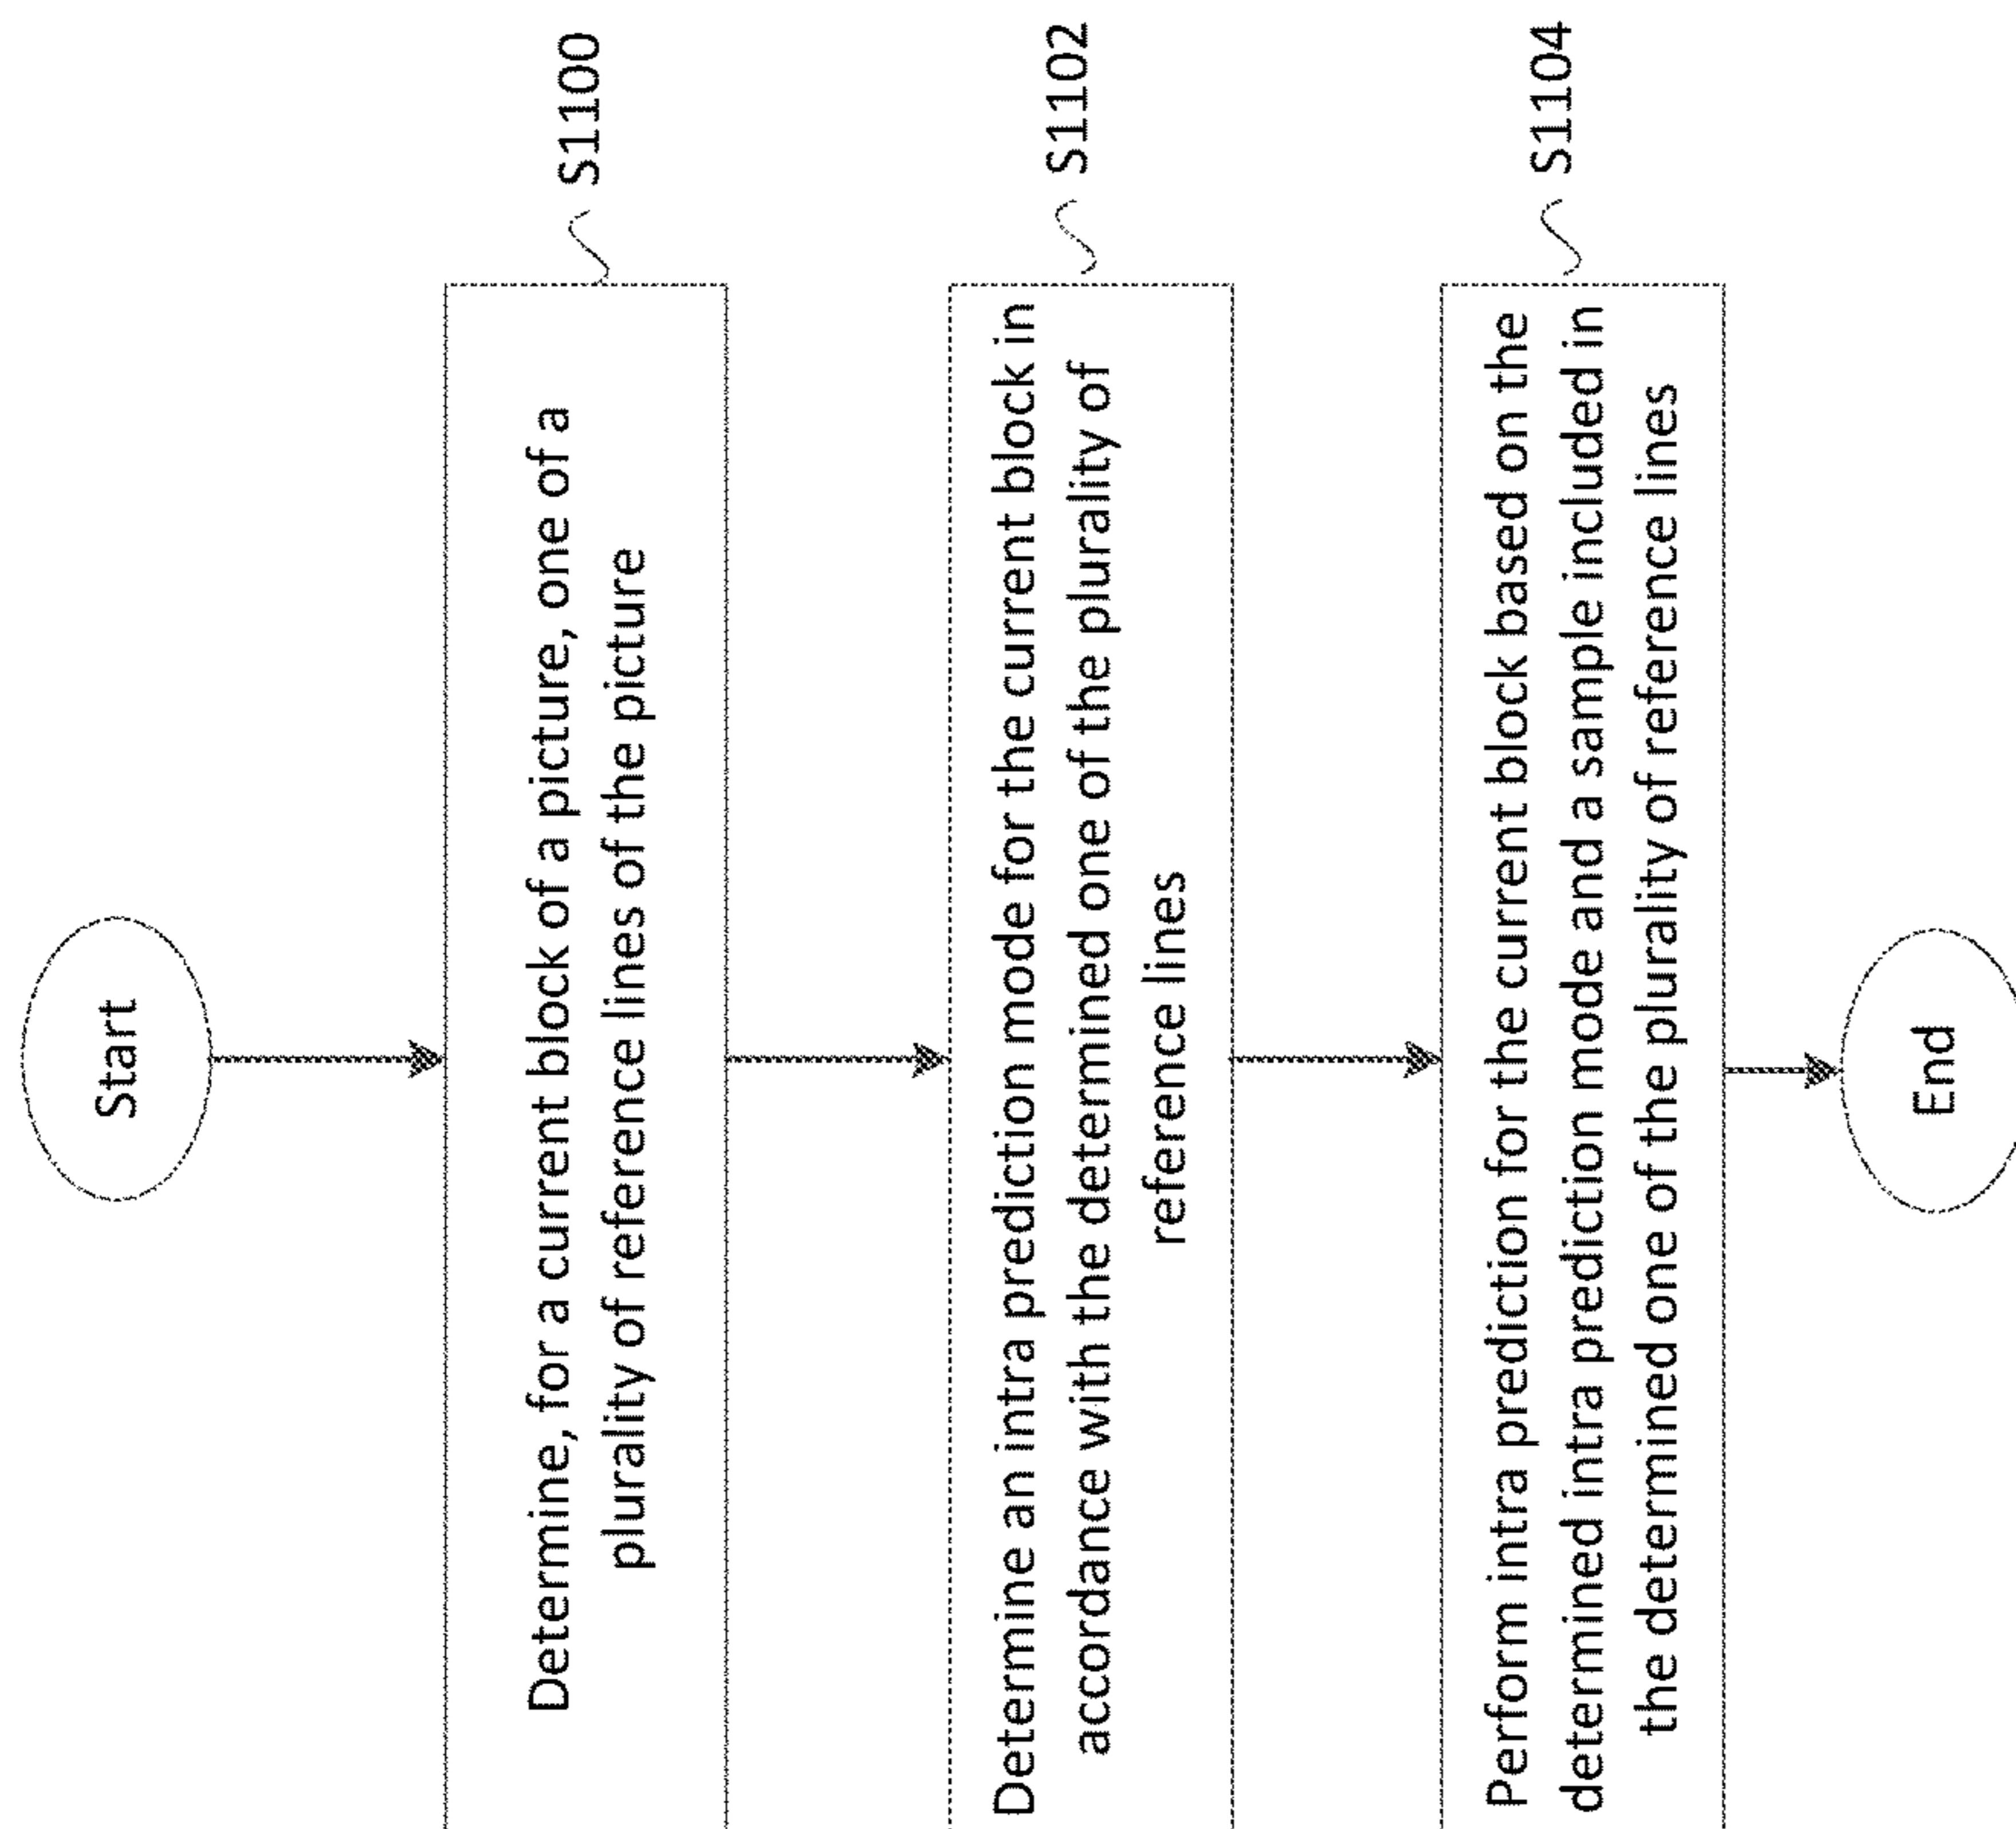 Start
Determine, for a current block of a picture, one of a
plurality of reference lines of the picture
S1100
Determine an intra prediction mode for the current block in
accordance with the determined one of the plurality of
reference lines
S1102
Perform intra prediction for the current block based on the
determined intra prediction mode and a sample included in
the determined one of the plurality of reference lines
S1104
End